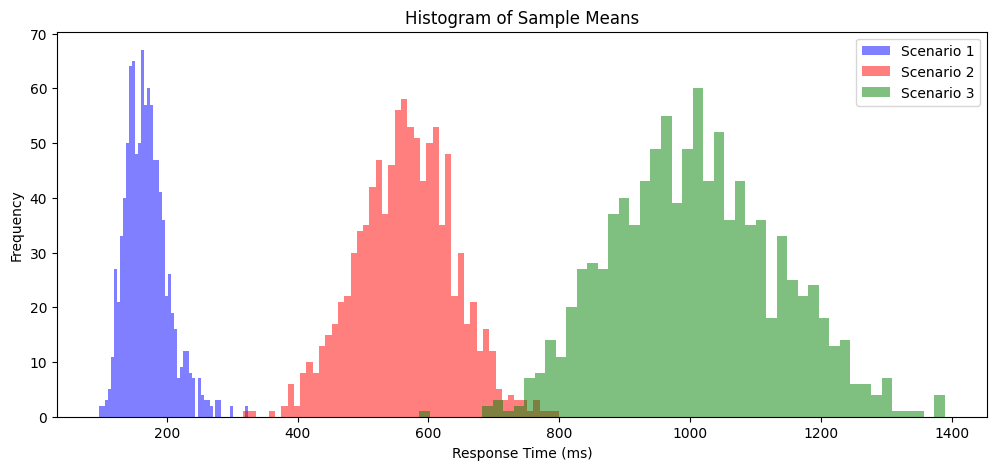 Histogram of Sample Means
70
60
50
40
30
20
10
0
Frequency
Scenario 1
Scenario 2
Scenario 3
200 400 600 800 1000 1200 1400
Response Time (ms)